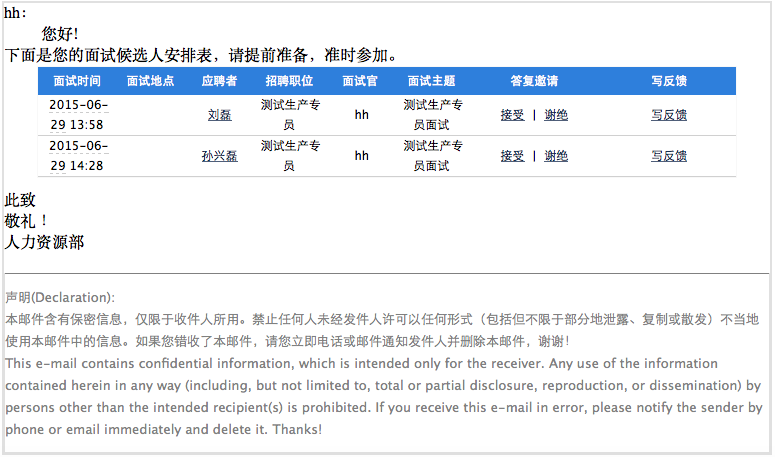 hh:
您好!
下面是您的面试候选人安排表，请提前准备，准时参加。
面试时间 面试地点 应聘者 招聘职位 面试官 面试主题 答复邀请 写反馈
2015-06-29 13:58 刘磊 测试生产专员 hh 测试生产专员面试 接受 | 谢绝 写反馈
2015-06-29 14:28 孙兴磊 测试生产专员 hh 测试生产专员面试 接受 | 谢绝 写反馈
此致
敬礼！
人力资源部
声明(Declaration):
本邮件含有保密信息，仅限于收件人所用。禁止任何人未经发件人许可以任何形式（包括但不限于部分地泄露、复制或散发）不当地
使用本邮件中的信息。如果您错收了本邮件，请您立即电话或邮件通知发件人并删除本邮件，谢谢！
This e-mail contains confidential information, which is intended only for the receiver. Any use of the information
contained herein in any way (including, but not limited to, total or partial disclosure, reproduction, or dissemination) by
persons other than the intended recipient(s) is prohibited. If you receive this e-mail in error, please notify the sender by
phone or email immediately and delete it. Thanks!